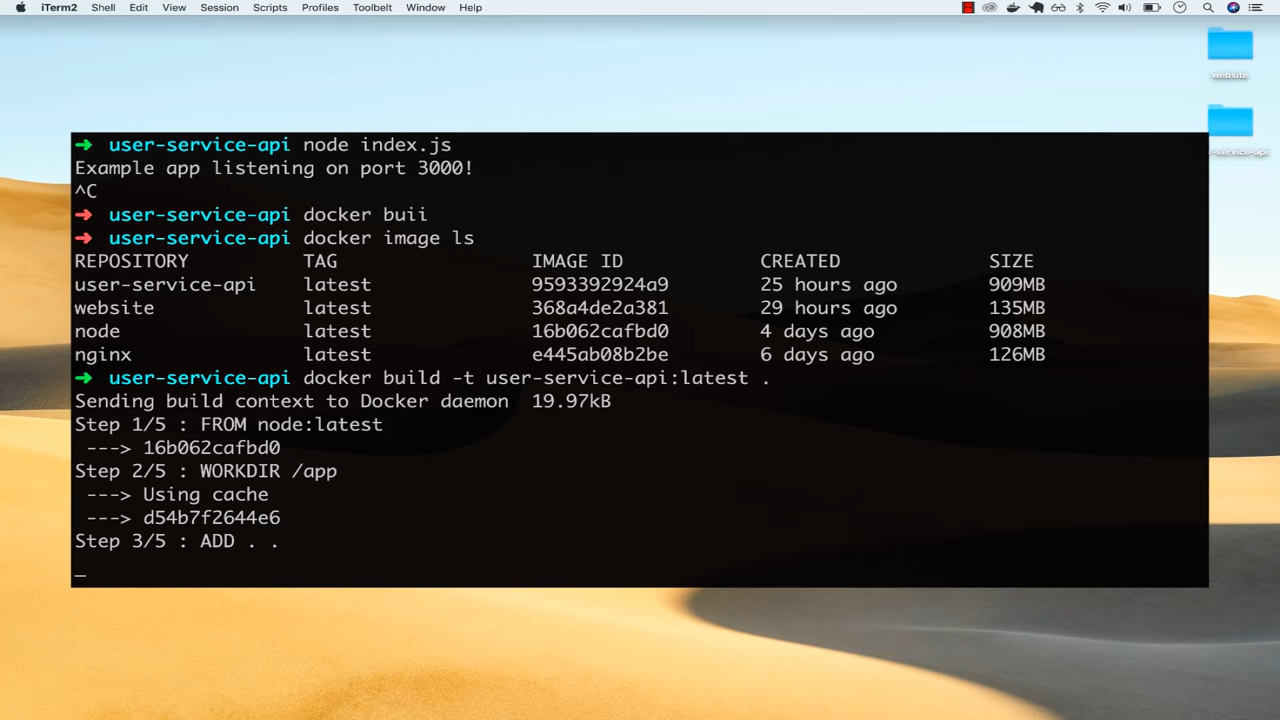 iTerm2 Shell Edit View Session Scripts Profiles Toolbelt Window Help
website
r-service-api
➜ user-service-api node index.js
Example app listening on port 3000!
^C
➜ user-service-api docker buii
➜ user-service-api docker image ls
REPOSITORY TAG IMAGE ID CREATED SIZE
user-service-api latest 9593392924a9 25 hours ago 909MB
website latest 368a4de2a381 29 hours ago 135MB
node latest 16b062cafbd0 4 days ago 908MB
nginx latest e445ab08b2be 6 days ago 126MB
➜ user-service-api docker build -t user-service-api:latest .
Sending build context to Docker daemon 19.97kB
Step 1/5 : FROM node:latest
---> 16b062cafbd0
Step 2/5 : WORKDIR /app
---> Using cache
---> d54b7f2644e6
Step 3/5 : ADD . .